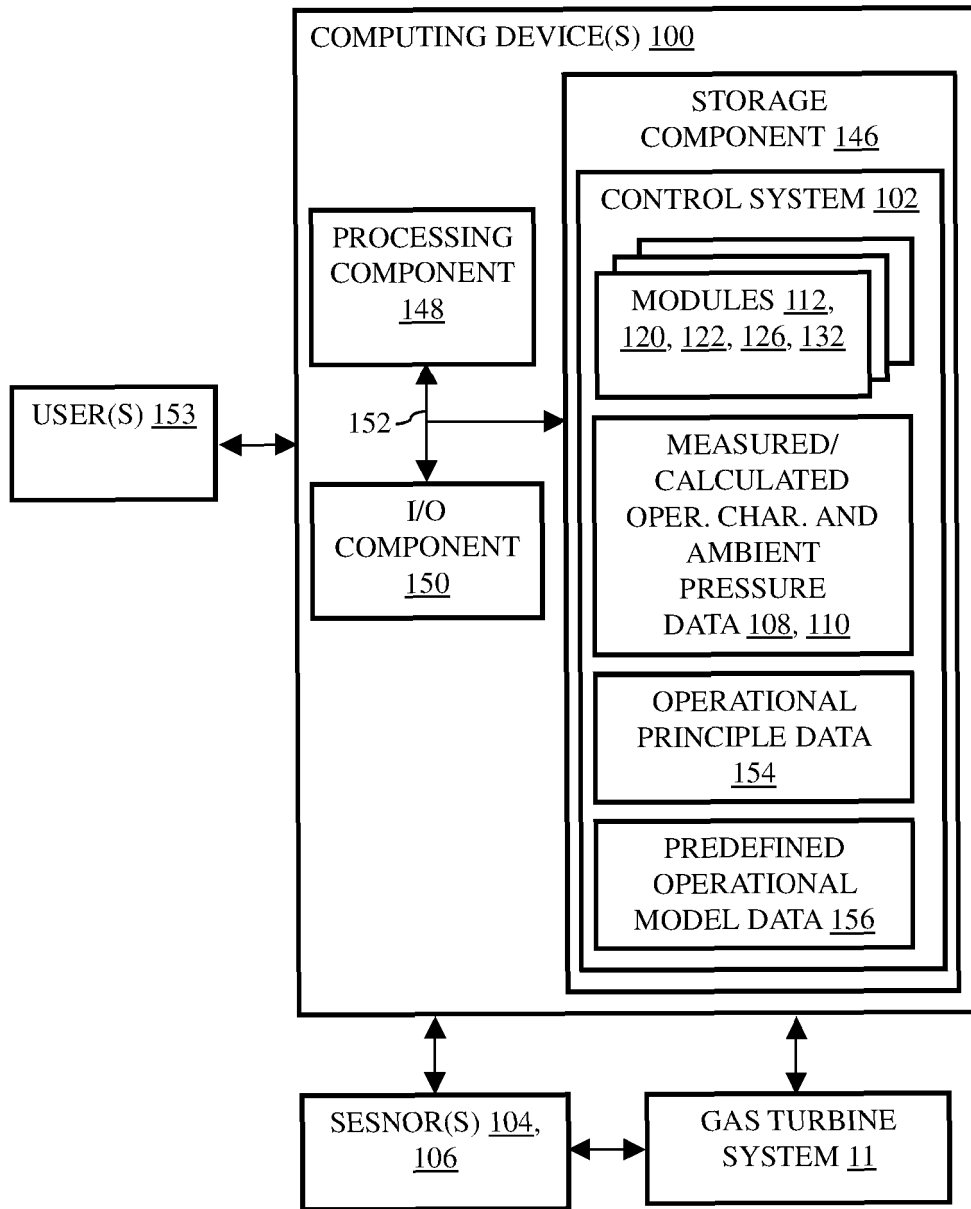 COMPUTING DEVICE(S) 100
STORAGE
COMPONENT 146
CONTROL SYSTEM 102
PROCESSING
COMPONENT
148
MODULES 112,
120, 122, 126, 132
USER(S) 153
152
MEASURED/
CALCULATED
OPER. CHAR. AND
AMBIENT
PRESSURE
DATA 108, 110
I/O
COMPONENT
150
OPERATIONAL
PRINCIPLE DATA
154
PREDEFINED
OPERATIONAL
MODEL DATA 156
SESNOR(S) 104,
106
GAS TURBINE
SYSTEM 11